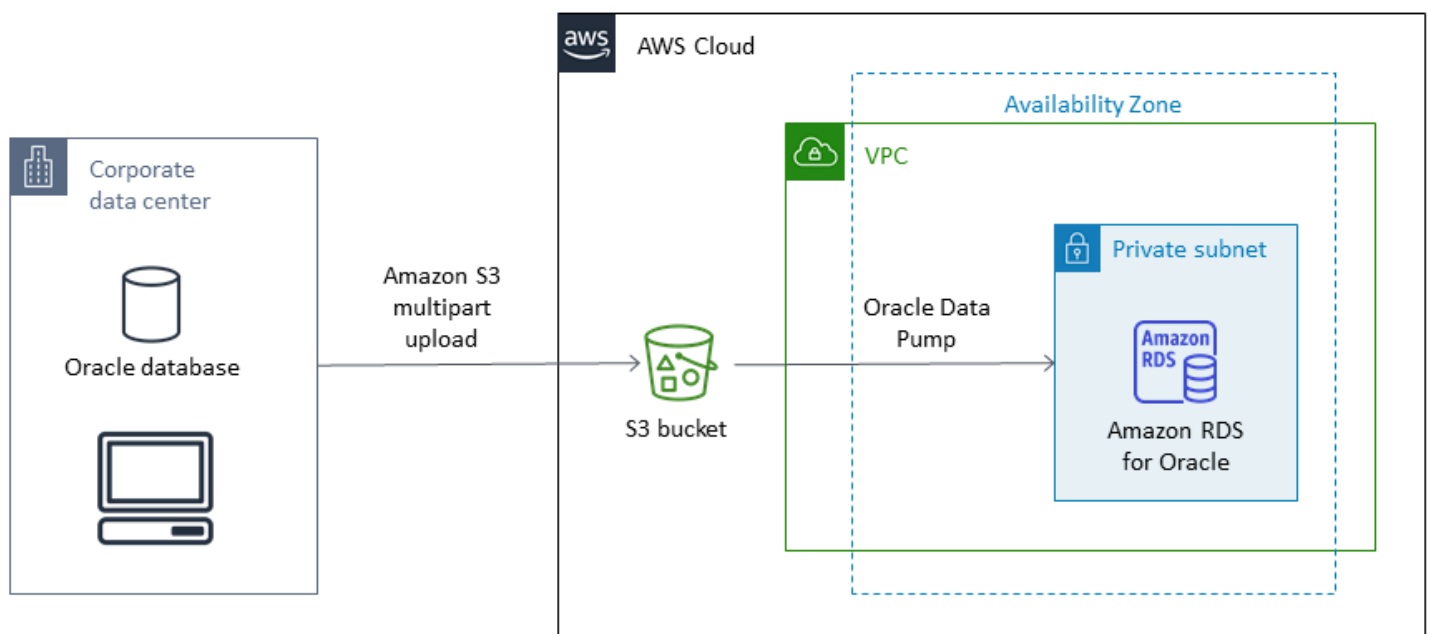 aws
AWS Cloud
Availability Zone
VPC
Corporate
data center
Private subnet
Amazon S3
multipart
upload
Oracle Data
Pump
Oracle database
Amazon
RDS
S3 bucket
Amazon RDS
for Oracle